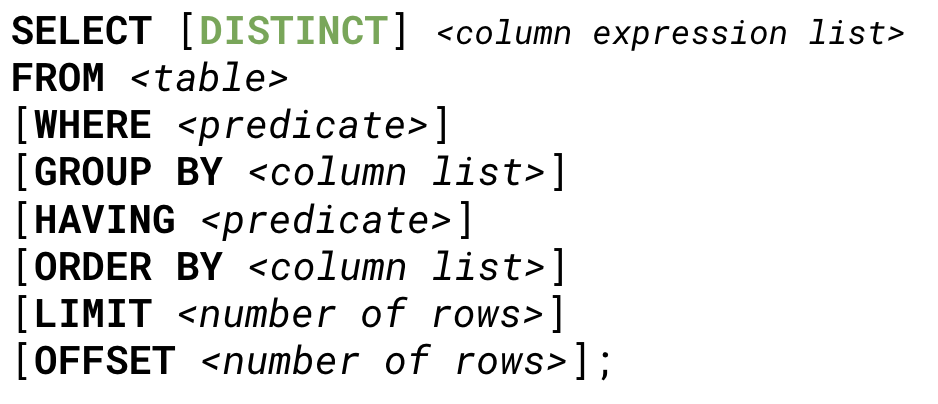 SELECT [DISTINCT] <column expression list>
FROM <table>
[WHERE <predicate>]
[GROUP BY <column list>]
[HAVING <predicate>]
[ORDER BY <column list>]
[LIMIT <number of rows>]
[OFFSET <number of rows>];